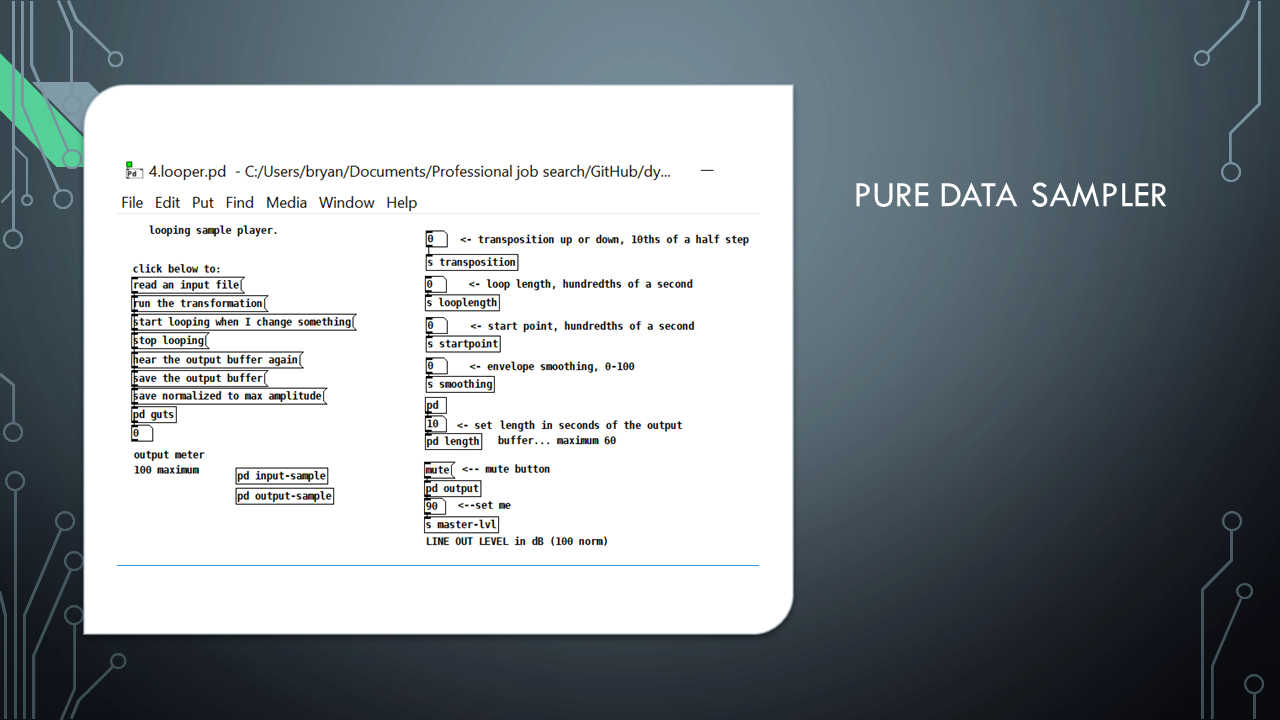 PURE DATA SAMPLER
Pd
4.looper.pd - C:/Users/bryan/Documents/Professional job search/GitHub/dy...
File Edit Put Find Media Window Help
looping sample player.
click below to:
read an input file
run the transformation
start looping when I change something
stop looping
hear the output buffer again
save the output buffer
save normalized to max amplitude
pd guts
0
output meter
100 maximum
pd input-sample
pd output-sample
0 <- transposition up or down, 10ths of a half step
s transposition
0 <- loop length, hundredths of a second
s looplength
0 <- start point, hundredths of a second
s startpoint
0 <- envelope smoothing, 0-100
s smoothing
pd
10 <- set length in seconds of the output
pd length buffer... maximum 60
mute <-- mute button
pd output
90 <--set me
s master-lvl
LINE OUT LEVEL in dB (100 norm)